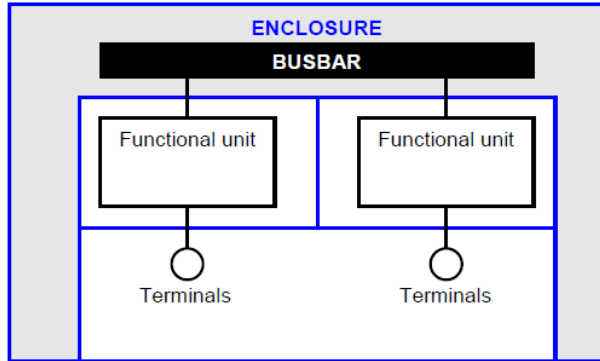 ENCLOSURE
BUSBAR
Functional unit
Functional unit
Terminals
Terminals